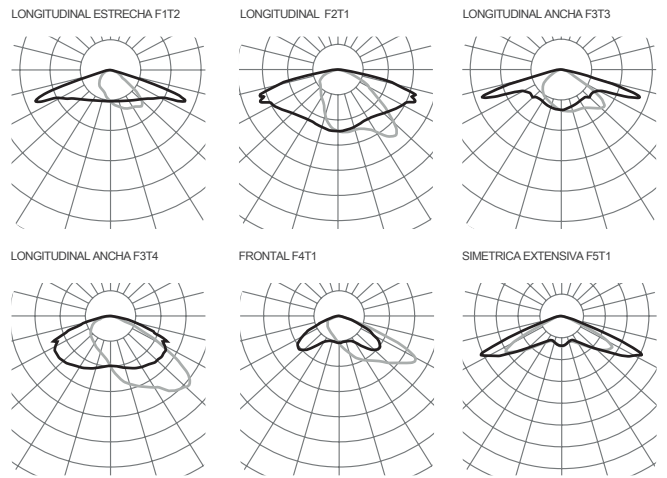 LONGITUDINAL ESTRECHA F1T2
LONGITUDINAL F2T1
LONGITUDINAL ANCHA F3T3
LONGITUDINAL ANCHA F3T4
FRONTAL F4T1
SIMETRICA EXTENSIVA F5T1